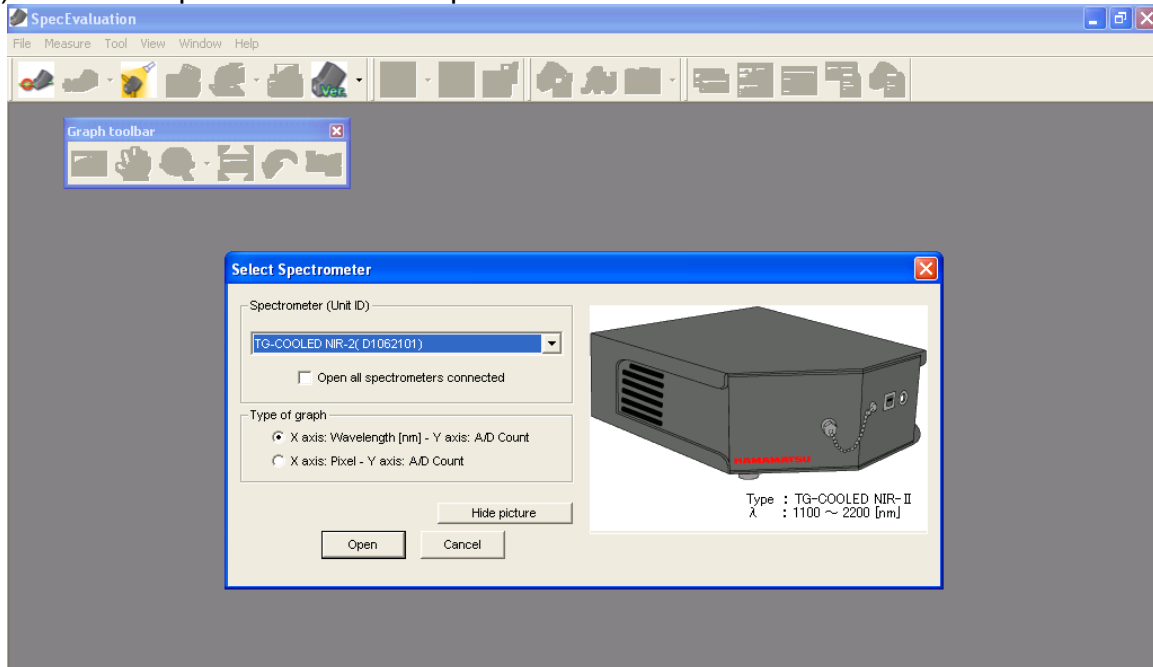 SpecEvaluation
File Measure Tool View Window Help
Ver.
Graph toolbar
Select Spectrometer
Spectrometer (Unit ID)
TG-COOLED NIR-2( D1062101)
Open all spectrometers connected
Type of graph
X axis: Wavelength [nm] - Y axis: A/D Count
X axis: Pixel - Y axis: A/D Count
Hide picture
Open Cancel
HAMAMATSU
Type : TG-COOLED NIR-Ⅱ
λ : 1100 ～ 2200 [nm]